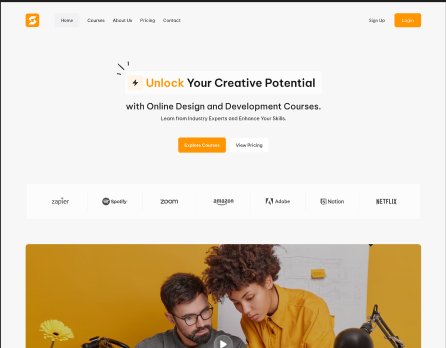 Home Courses About Us Pricing Contact Sign Up Login
Unlock Your Creative Potential
with Online Design and Development Courses.
Learn from Industry Experts and Enhance Your Skills.
Explore Courses View Pricing
zapier Spotify zoom amazon Adobe Notion NETFLIX